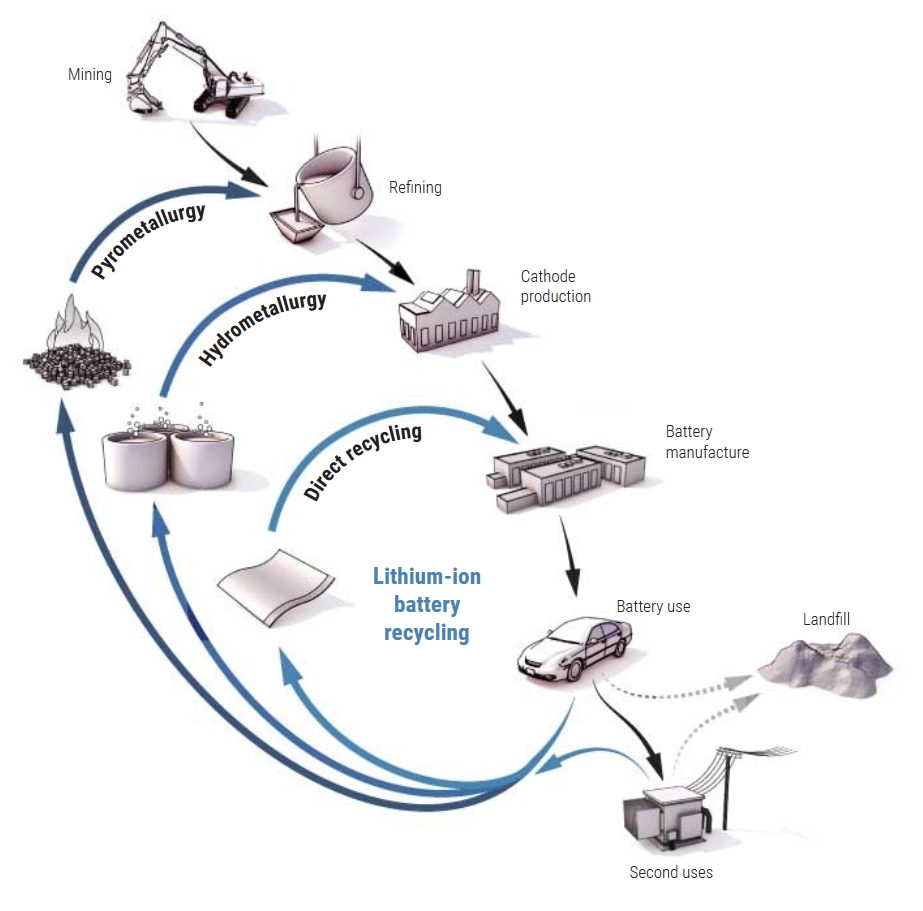 Mining
Refining
Pyrometallurgy
Cathode
production
Hydrometallurgy
Battery
manufacture
Direct recycling
Lithium-ion
battery
recycling
Battery use
Landfill
Second uses